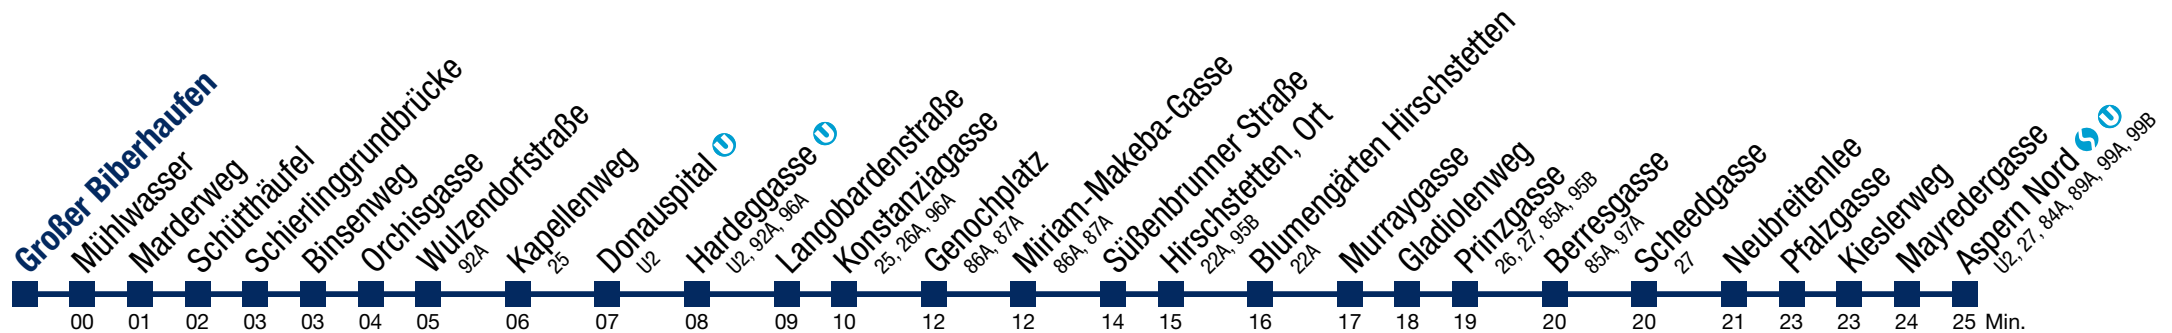 Großer Biberhaufen
Mühlwasser
Marderweg
Schütthäufel
Schierlinggrundbrücke
Binsenweg
Orchisgasse
Wulzendorfstraße
92A
Kapellenweg
25
Donauspital U
U2
Hardeggasse U
U2, 92A, 96A
Langobardenstraße
Konstanziagasse
25, 26A, 96A
Genochplatz
86A, 87A
Miriam-Makeba-Gasse
86A, 87A
Süßenbrunner Straße
Hirschstetten, Ort
22A, 95B
Blumengärten Hirschstetten
22A
Murraygasse
Gladiolenweg
Prinzgasse
26, 27, 85A, 95B
Berresgasse
85A, 97A
Scheedgasse
27
Neubreitenlee
Pfalzgasse
Kieslerweg
Mayredergasse
Aspern Nord S U
U2, 27, 84A, 89A, 99A, 99B
00 01 02 03 03 04 05 06 07 08 09 10 12 12 14 15 16 17 18 19 20 20 21 23 23 24 25 Min.